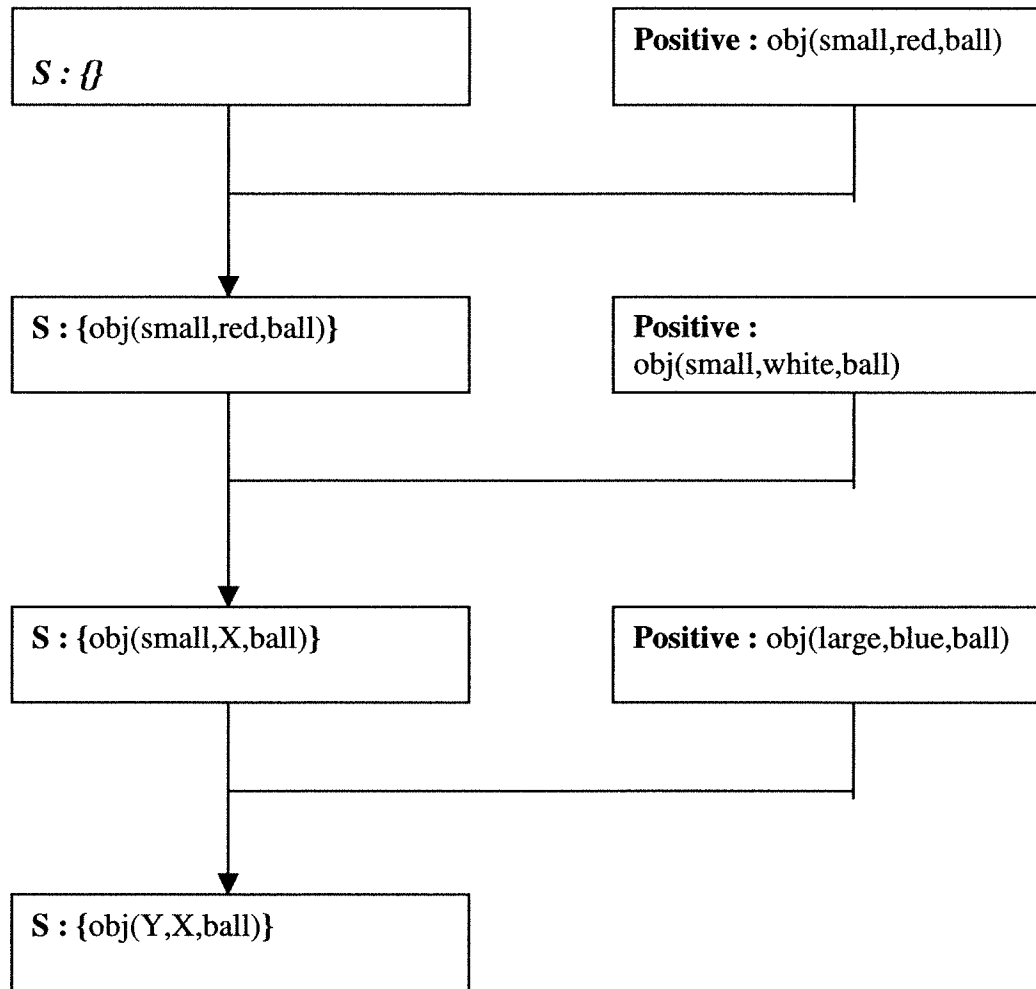 S : {}
Positive : obj(small,red,ball)
S : {obj(small,red,ball)}
Positive :
obj(small,white,ball)
S : {obj(small,X,ball)}
Positive : obj(large,blue,ball)
S : {obj(Y,X,ball)}